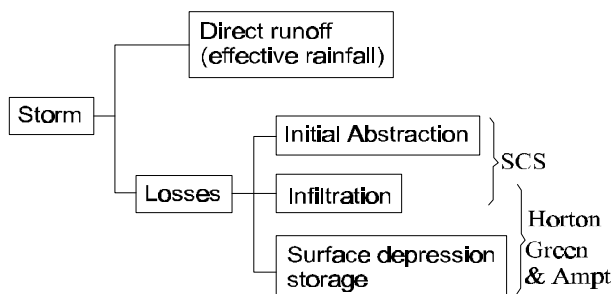 Direct runoff
(effective rainfall)
Storm
Initial Abstraction
SCS
Losses
Infiltration
Horton
Green
& Ampt
Surface depression
storage